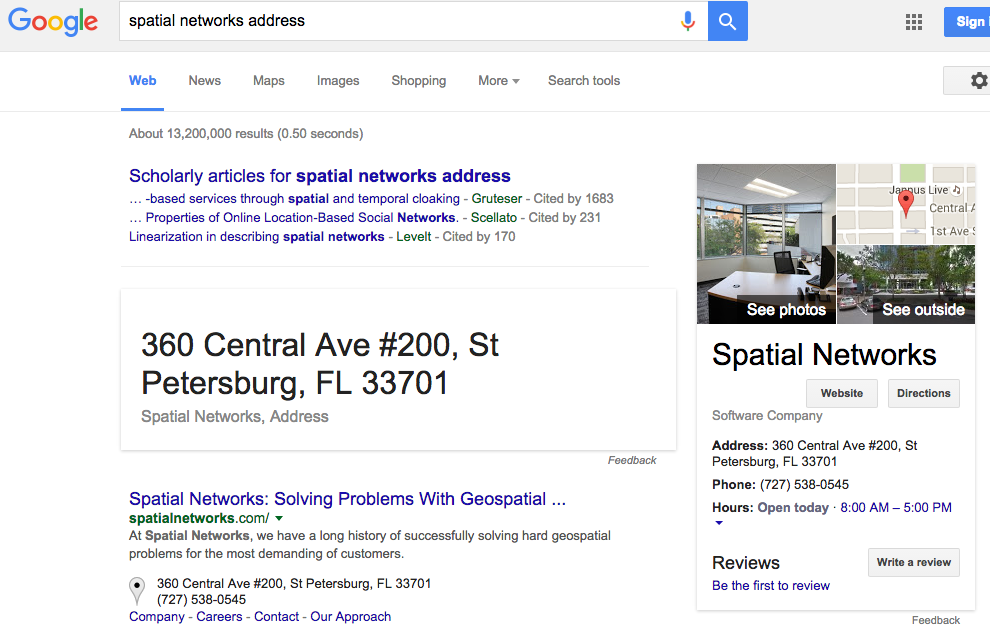 Google
spatial networks address
Sign
Web News Maps Images Shopping More Search tools
About 13,200,000 results (0.50 seconds)
Scholarly articles for spatial networks address
... -based services through spatial and temporal cloaking - Gruteser - Cited by 1683
... Properties of Online Location-Based Social Networks. - Scellato - Cited by 231
Linearization in describing spatial networks - Levelt - Cited by 170
360 Central Ave #200, St
Petersburg, FL 33701
Spatial Networks, Address
Feedback
Spatial Networks: Solving Problems With Geospatial ...
spatialnetworks.com/
At Spatial Networks, we have a long history of successfully solving hard geospatial
problems for the most demanding of customers.
360 Central Ave #200, St Petersburg, FL 33701
(727) 538-0545
Company - Careers - Contact - Our Approach
Jannus Live
Central A
1st Ave S
See photos
See outside
Spatial Networks
Website Directions
Software Company
Address: 360 Central Ave #200, St
Petersburg, FL 33701
Phone: (727) 538-0545
Hours: Open today · 8:00 AM – 5:00 PM
Reviews
Write a review
Be the first to review
Feedback